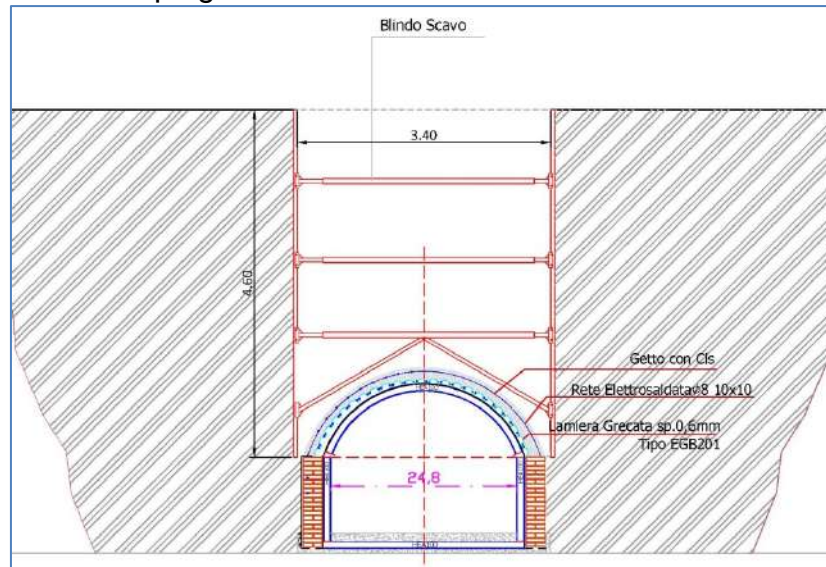 Blindo Scavo
3.40
4.60
Getto con Cls
Rete Elettrosaldataø8 10x10
Lamiera Grecata sp.0,6mm
Tipo EGB201
24,8